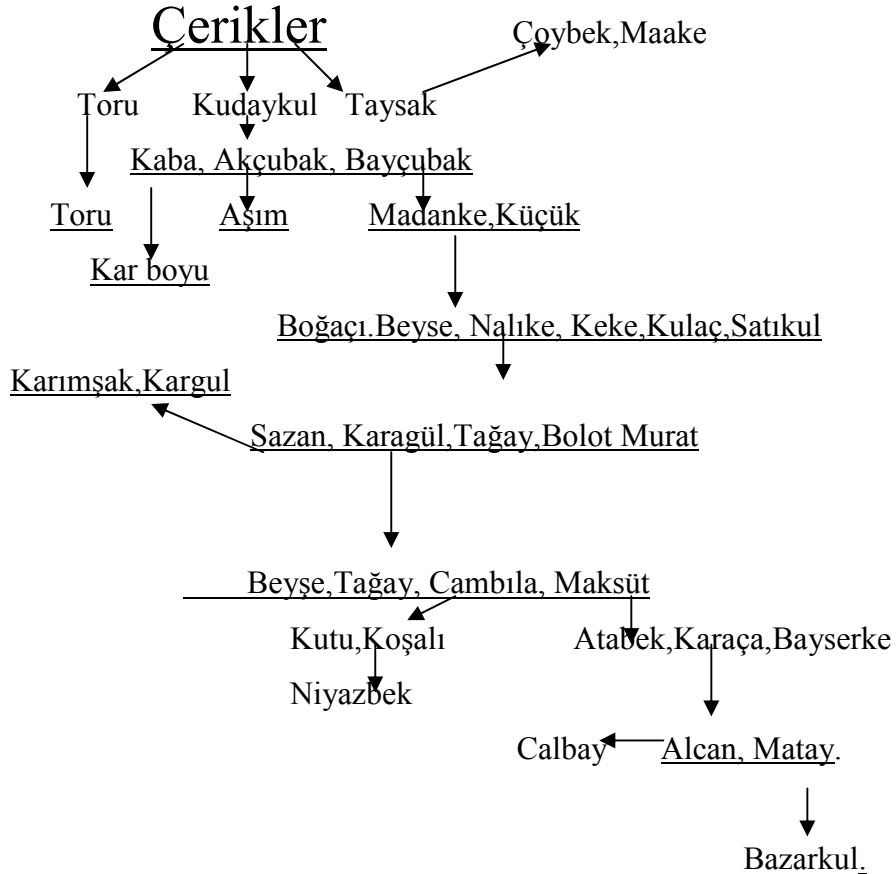 Çerikler
Çoybek,Maake
Toru Kudaykul Taysak
Kaba, Akçubak, Bayçubak
Toru Aşım Madanke,Küçük
Kar boyu
Boğaçı.Beyse, Nalıke, Keke,Kulaç,Satıkul
Karımşak,Kargul
Sazan, Karagül,Tağay,Bolot Murat
Beyşe,Tağay, Cambıla, Maksüt
Kutu,Koşalı Atabek,Karaça,Bayserke
Niyazbek
Calbay Alcan, Matay.
Bazarkul.